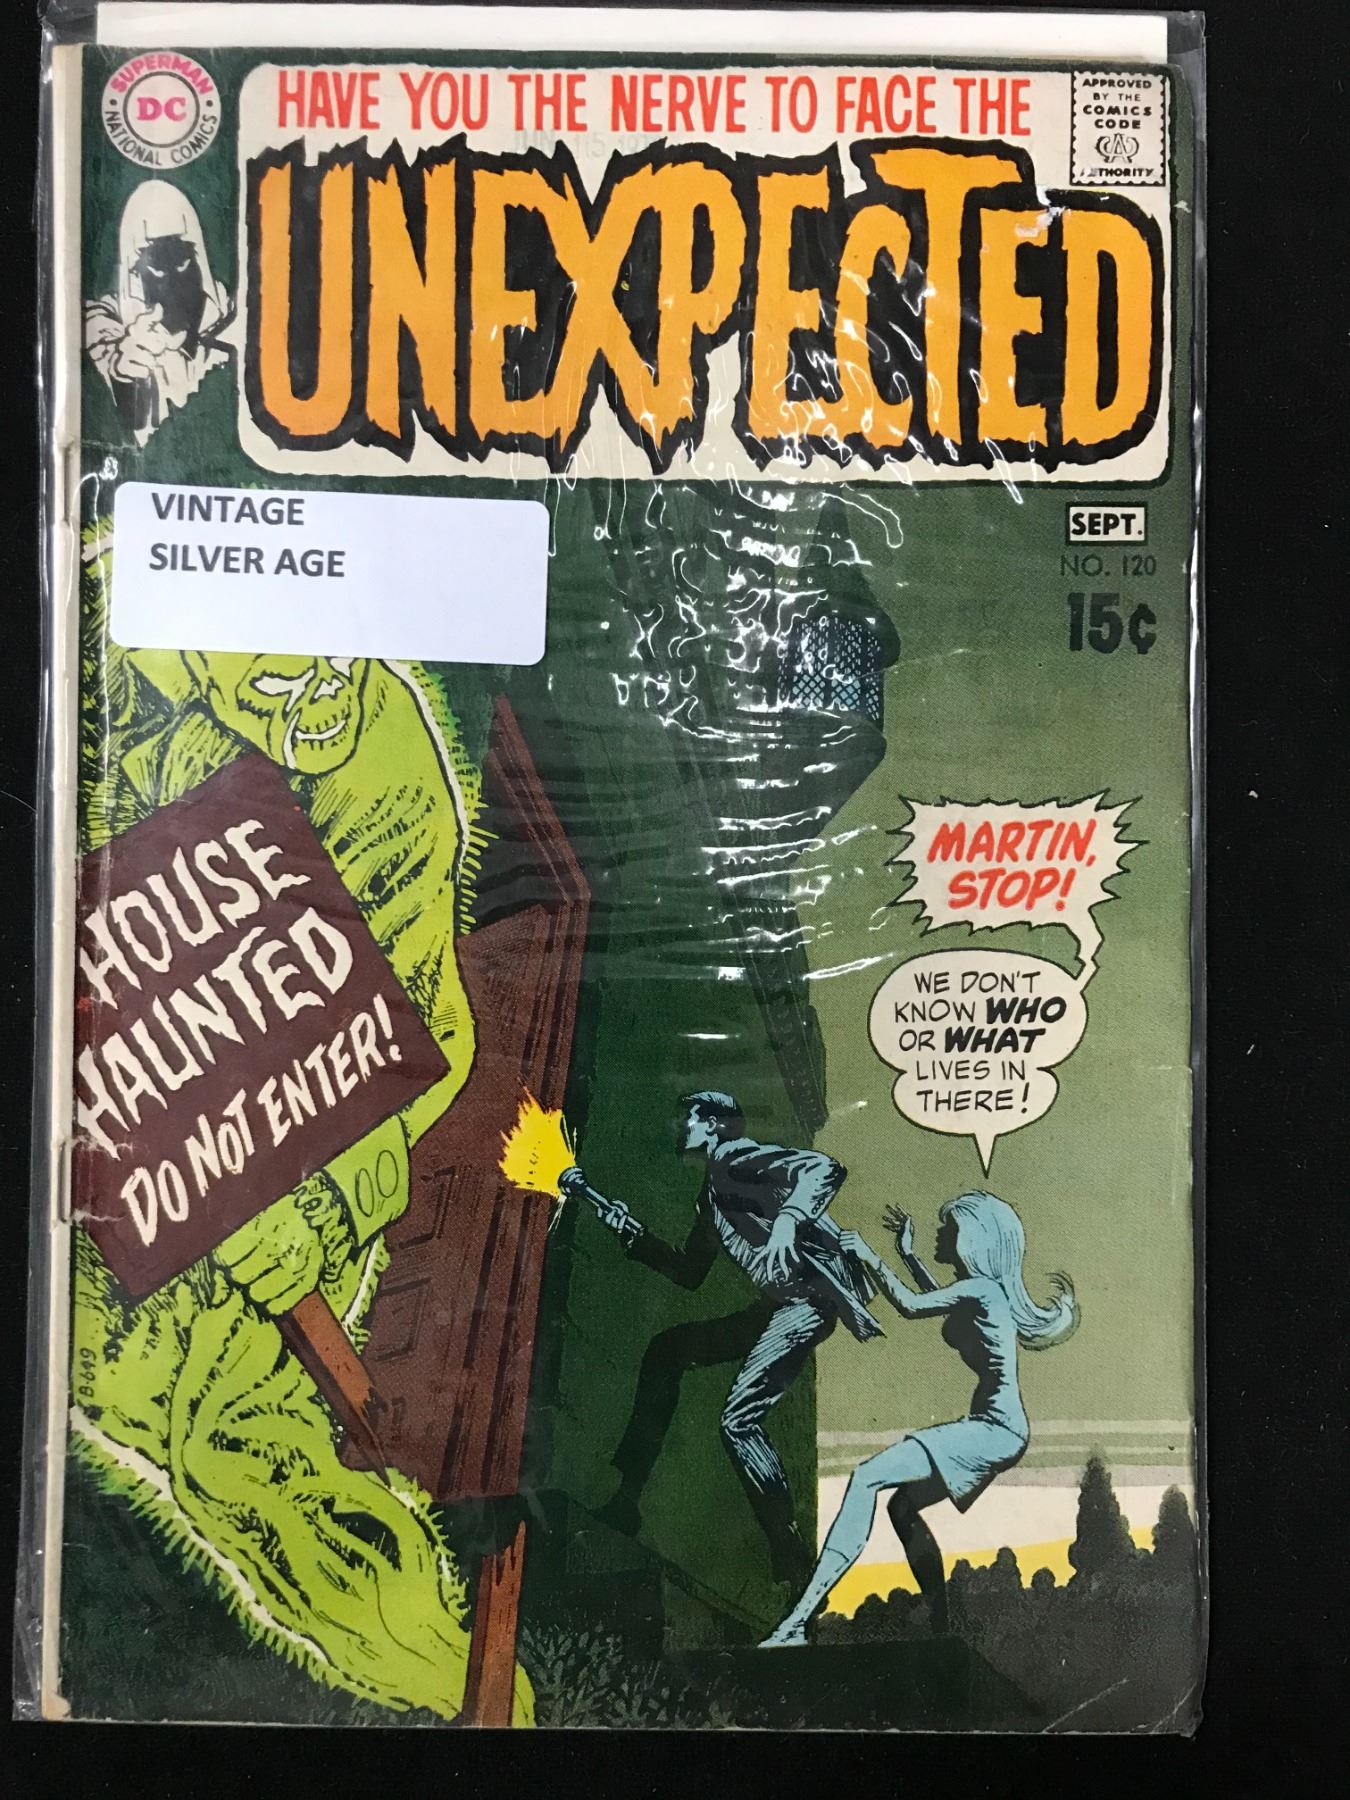 SUPERMAN
DC
NATIONAL COMICS
HAVE YOU THE NERVE TO FACE THE
UNEXPECTED
APPROVED
BY THE
COMICS
CODE
CA
AUTHORITY
VINTAGE
SILVER AGE
SEPT.
NO. 120
15¢
MARTIN,
STOP!
WE DON'T
KNOW WHO
OR WHAT
LIVES IN
THERE!
HOUSE
HAUNTED
DO NOT ENTER!
B-649